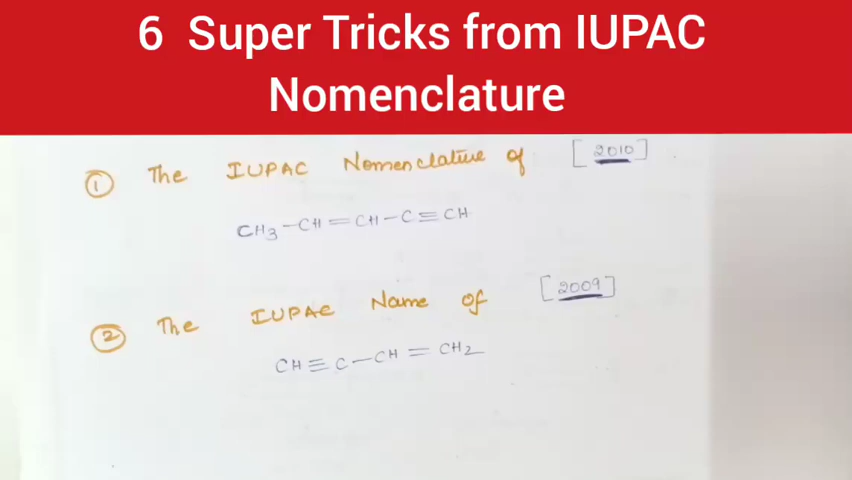 6 Super Tricks from IUPAC
Nomenclature
① The IUPAC Nomenclature of [2010]
CH₃-CH=CH-C≡CH
② The IUPAC Name of [2009]
CH≡C-CH=CH₂